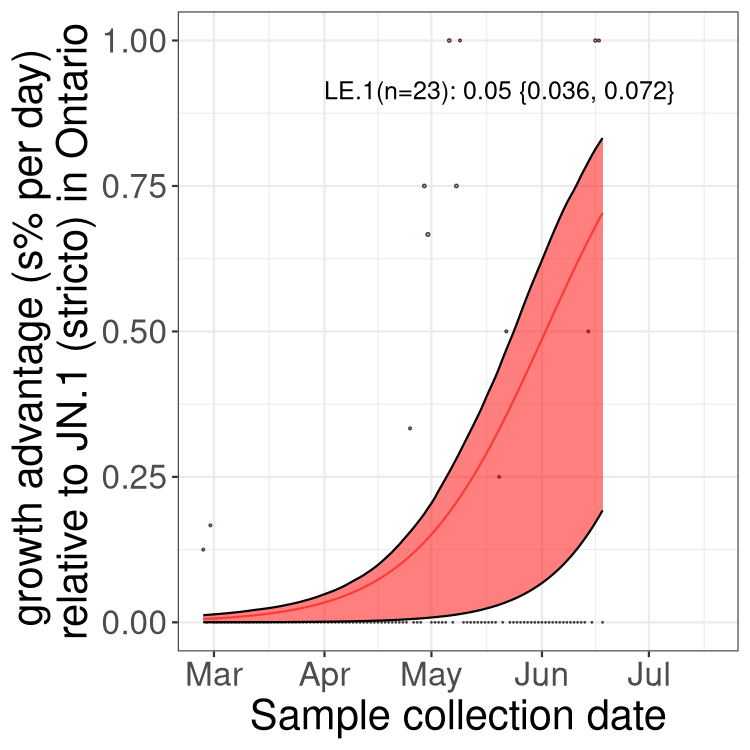 growth advantage (s% per day)
relative to JN.1 (stricto) in Ontario
1.00
0.75
0.50
0.25
0.00
LE.1(n=23): 0.05 {0.036, 0.072}
Mar Apr May Jun Jul
Sample collection date